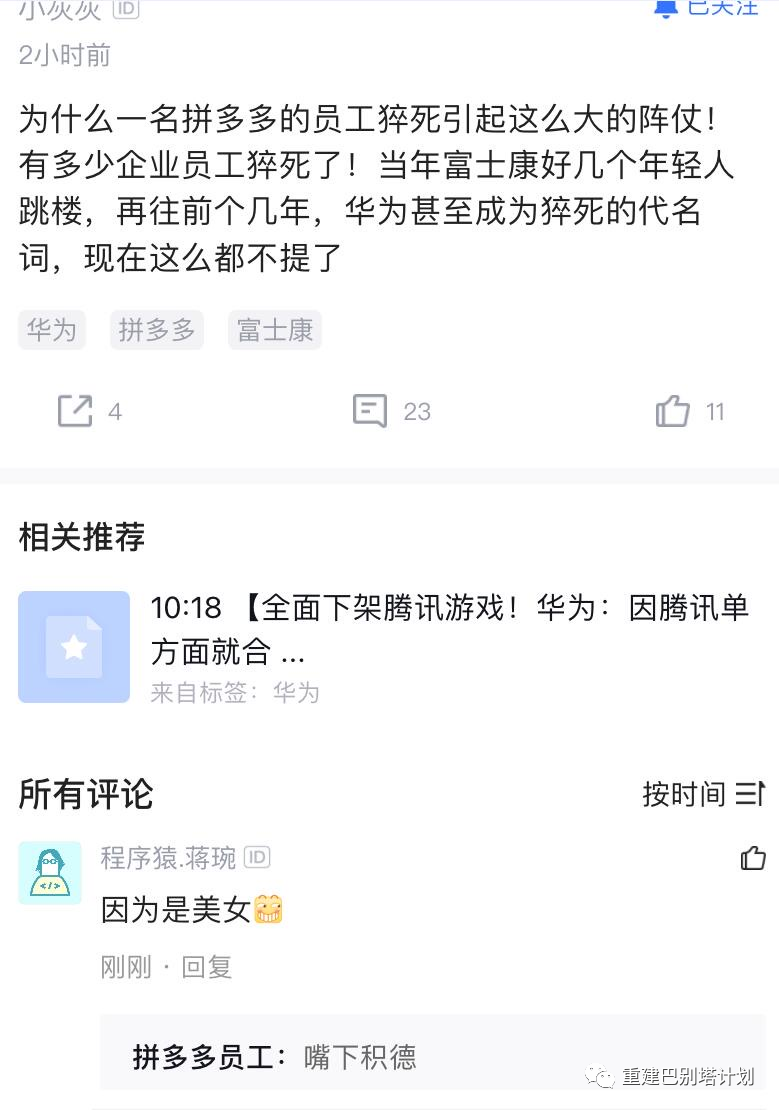 小灰灰 ID
已关注
2小时前
为什么一名拼多多的员工猝死引起这么大的阵仗！
有多少企业员工猝死了！当年富士康好几个年轻人
跳楼，再往前个几年，华为甚至成为猝死的代名
词，现在这么都不提了
华为 拼多多 富士康
4 23 11
相关推荐
10:18 【全面下架腾讯游戏！华为：因腾讯单
方面就合 ...
来自标签：华为
所有评论 按时间
程序猿.蒋琬 ID
因为是美女
刚刚 · 回复
拼多多员工：嘴下积德
重建巴别塔计划